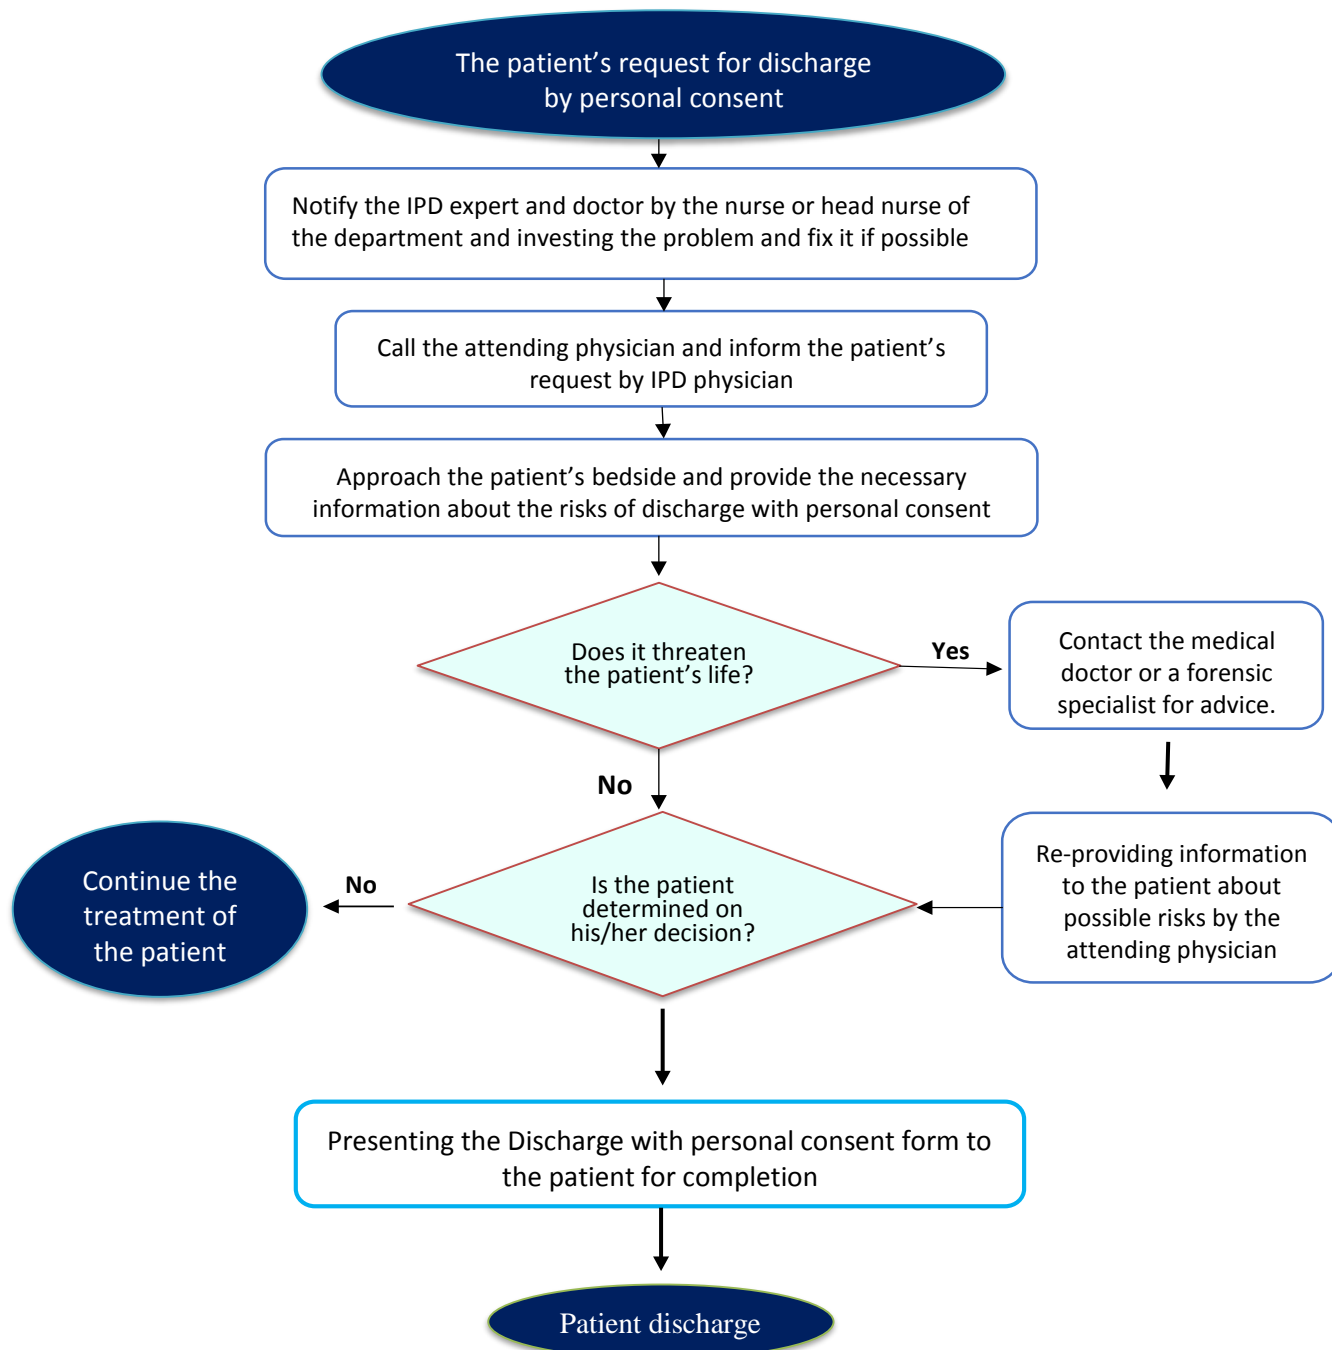 The patient’s request for discharge
by personal consent
Notify the IPD expert and doctor by the nurse or head nurse of
the department and investing the problem and fix it if possible
Call the attending physician and inform the patient’s
request by IPD physician
Approach the patient’s bedside and provide the necessary
information about the risks of discharge with personal consent
Does it threaten
the patient’s life?
Yes
Contact the medical
doctor or a forensic
specialist for advice.
No
Re-providing information
to the patient about
possible risks by the
attending physician
Is the patient
determined on
his/her decision?
No
Continue the
treatment of
the patient
Presenting the Discharge with personal consent form to
the patient for completion
Patient discharge